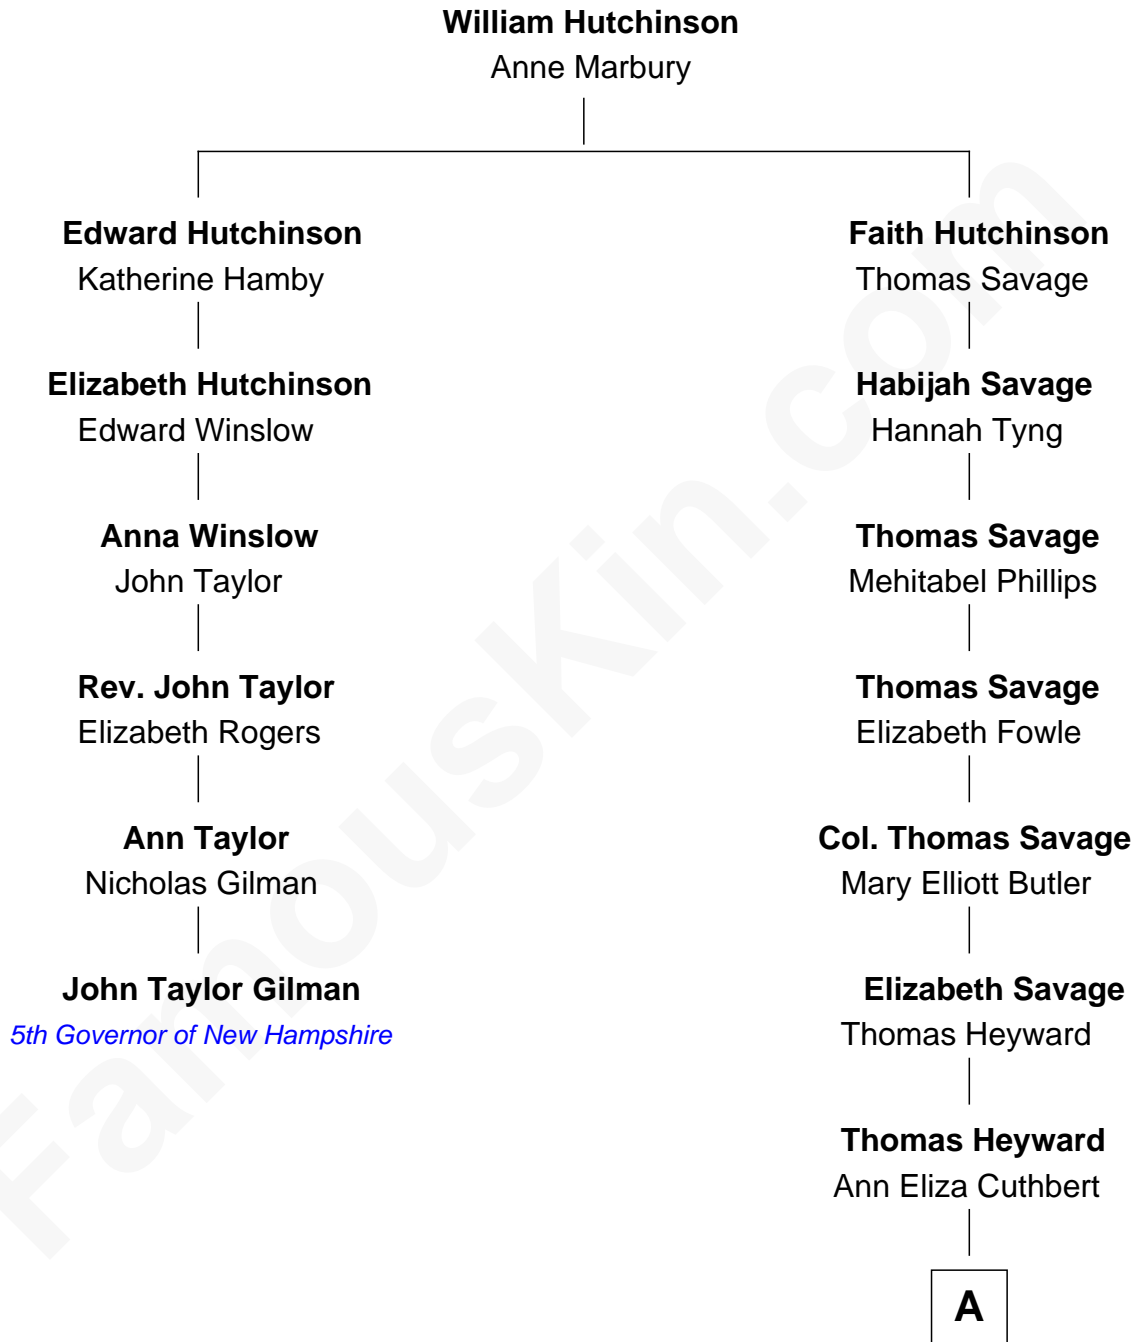 William Hutchinson
Anne Marbury
Edward Hutchinson
Katherine Hamby
Faith Hutchinson
Thomas Savage
Elizabeth Hutchinson
Edward Winslow
Habijah Savage
Hannah Tyng
Anna Winslow
John Taylor
Thomas Savage
Mehitabel Phillips
Rev. John Taylor
Elizabeth Rogers
Thomas Savage
Elizabeth Fowle
Ann Taylor
Nicholas Gilman
Col. Thomas Savage
Mary Elliott Butler
John Taylor Gilman
5th Governor of New Hampshire
Elizabeth Savage
Thomas Heyward
Thomas Heyward
Ann Eliza Cuthbert
A
FamousKin.com